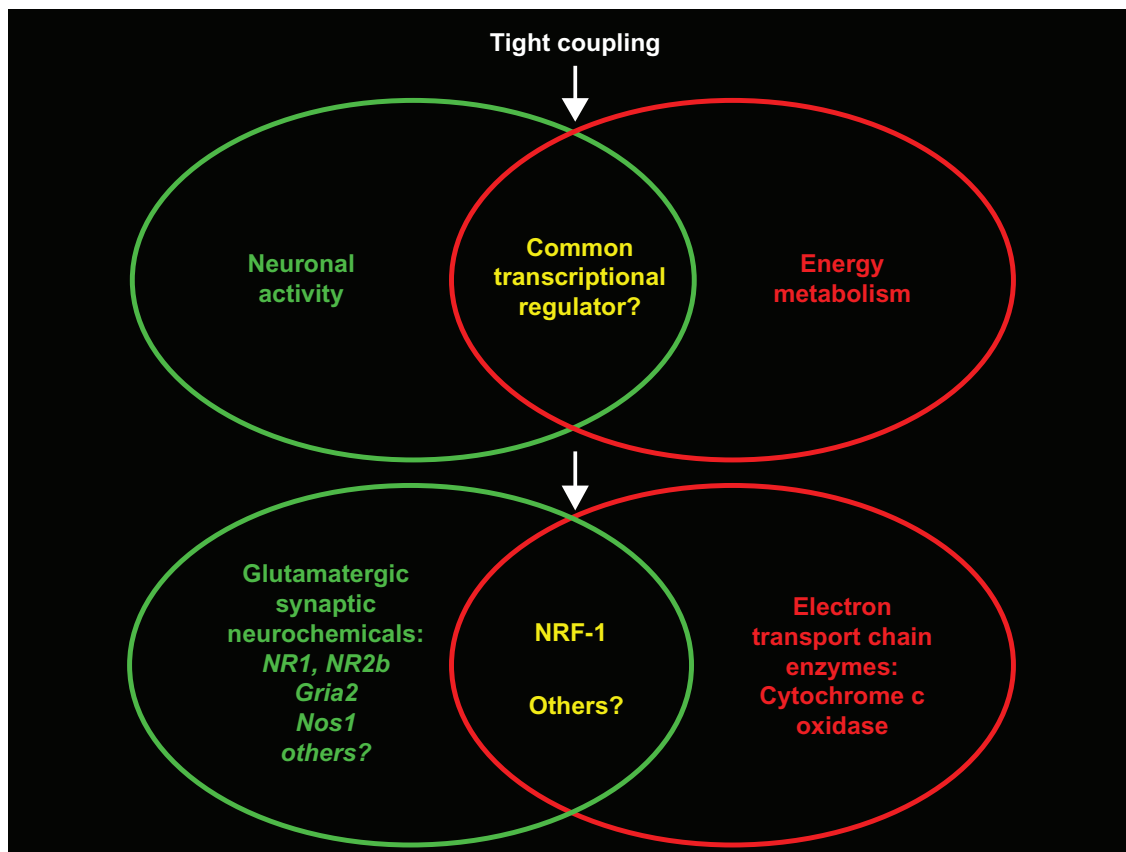 Tight coupling
Neuronal
activity
Common
transcriptional
regulator?
Energy
metabolism
Glutamatergic
synaptic
neurochemicals:
NR1, NR2b
Gria2
Nos1
others?
NRF-1
Others?
Electron
transport chain
enzymes:
Cytochrome c
oxidase